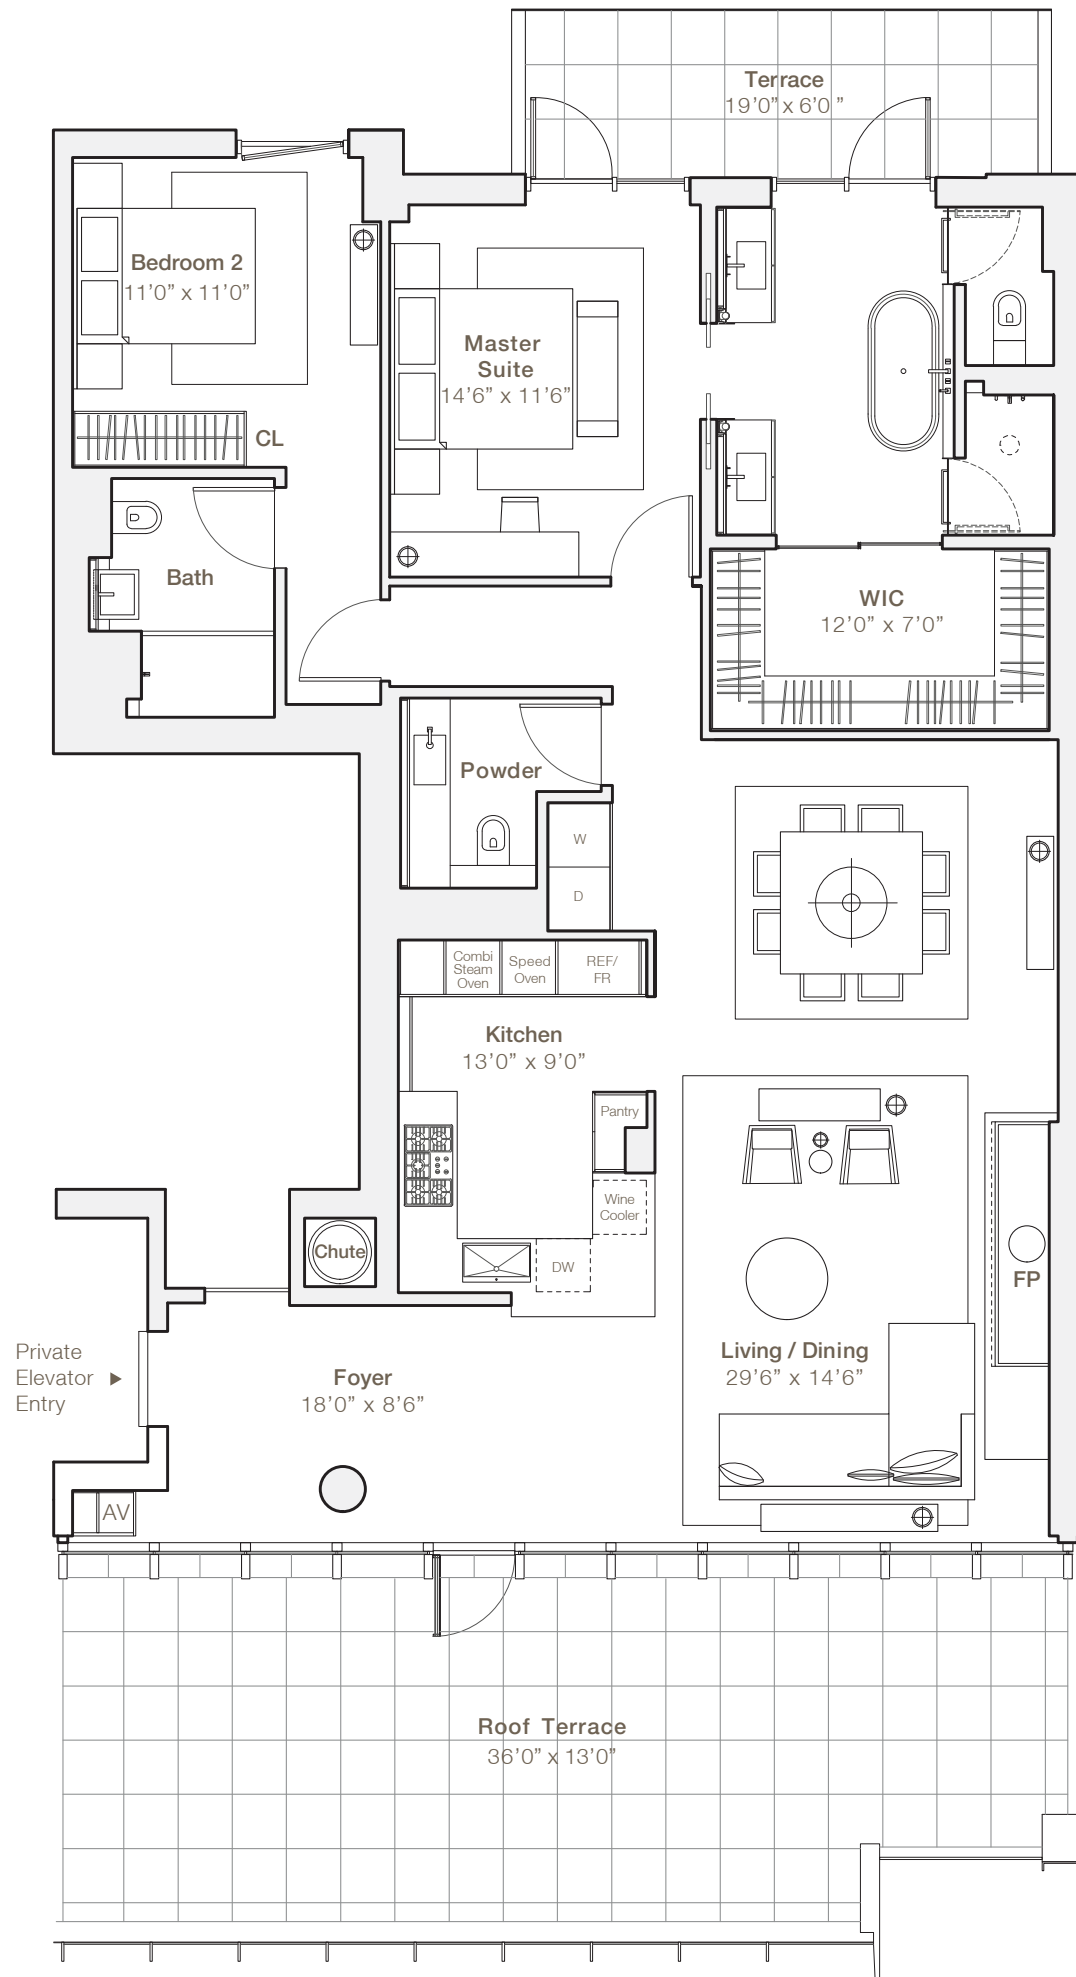 Terrace
19’0” x 6’0”
Bedroom 2
11’0” x 11’0”
Master
Suite
14’6” x 11’6”
CL
Bath
WIC
12’0” x 7’0”
Powder
W
D
Combi
Steam
Oven
Speed
Oven
REF/
FR
Kitchen
13’0” x 9’0”
Pantry
Wine
Cooler
DW
Chute
FP
Living / Dining
29’6” x 14’6”
Private
Elevator
Entry
Foyer
18’0” x 8’6”
AV
Roof Terrace
36’0” x 13’0”